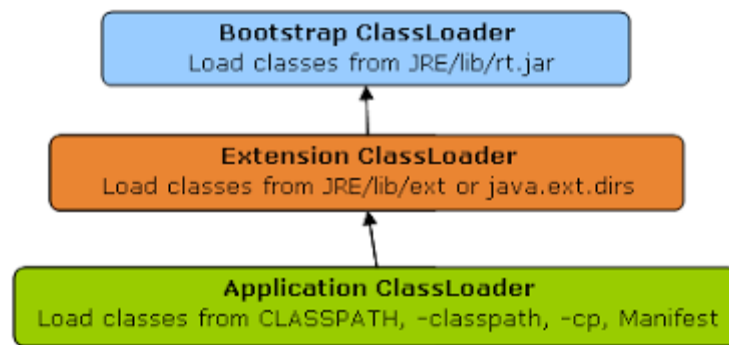 Bootstrap ClassLoader
Load classes from JRE/lib/rt.jar
Extension ClassLoader
Load classes from JRE/lib/ext or java.ext.dirs
Application ClassLoader
Load classes from CLASSPATH, -classpath, -cp, Manifest